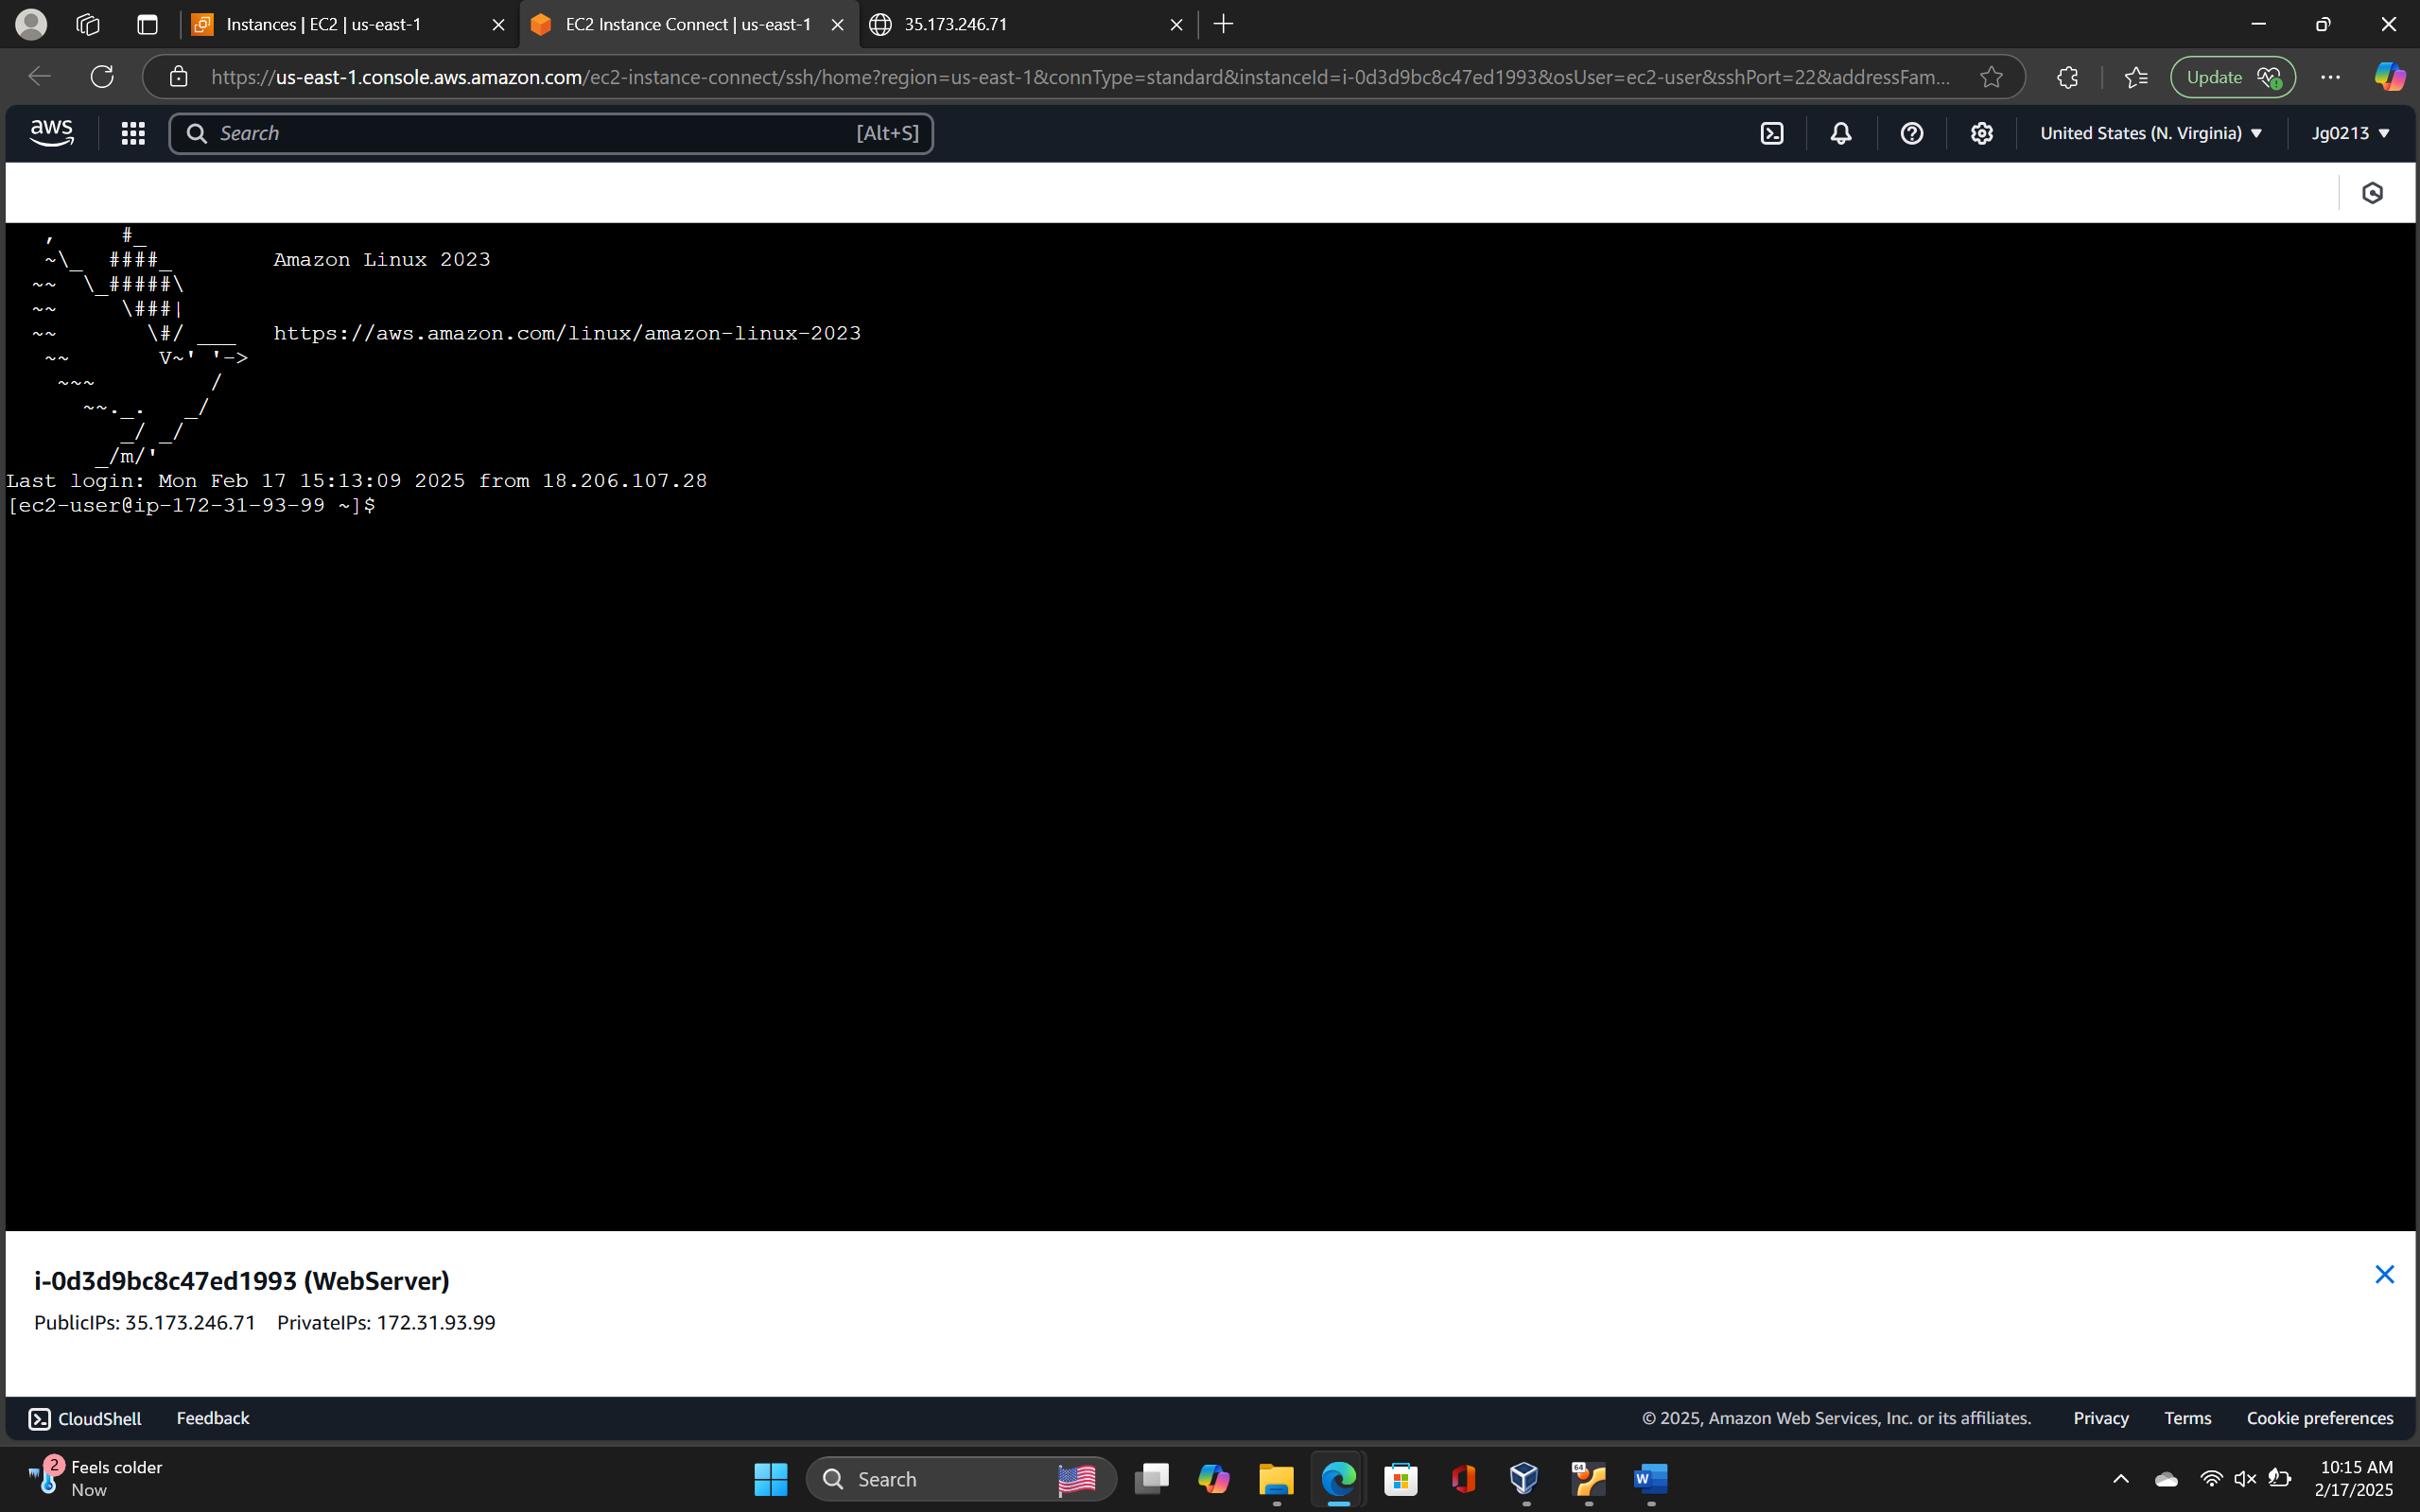 Instances | EC2 | us-east-1
EC2 Instance Connect | us-east-1
35.173.246.71
https://us-east-1.console.aws.amazon.com/ec2-instance-connect/ssh/home?region=us-east-1&connType=standard&instanceId=i-0d3d9bc8c47ed1993&osUser=ec2-user&sshPort=22&addressFam...
Update
aws
Search
[Alt+S]
United States (N. Virginia)
Jg0213
   ,     #_
   ~\_  ####_        Amazon Linux 2023
  ~~  \_#####\
  ~~     \###|
  ~~       \#/ ___   https://aws.amazon.com/linux/amazon-linux-2023
   ~~       V~' '->
    ~~~         /
      ~~._.   _/
         _/ _/
       _/m/'
Last login: Mon Feb 17 15:13:09 2025 from 18.206.107.28
[ec2-user@ip-172-31-93-99 ~]$
i-0d3d9bc8c47ed1993 (WebServer)
PublicIPs: 35.173.246.71 PrivateIPs: 172.31.93.99
CloudShell
Feedback
© 2025, Amazon Web Services, Inc. or its affiliates.
Privacy
Terms
Cookie preferences
2
Feels colder
Now
Search
64
W
10:15 AM
2/17/2025